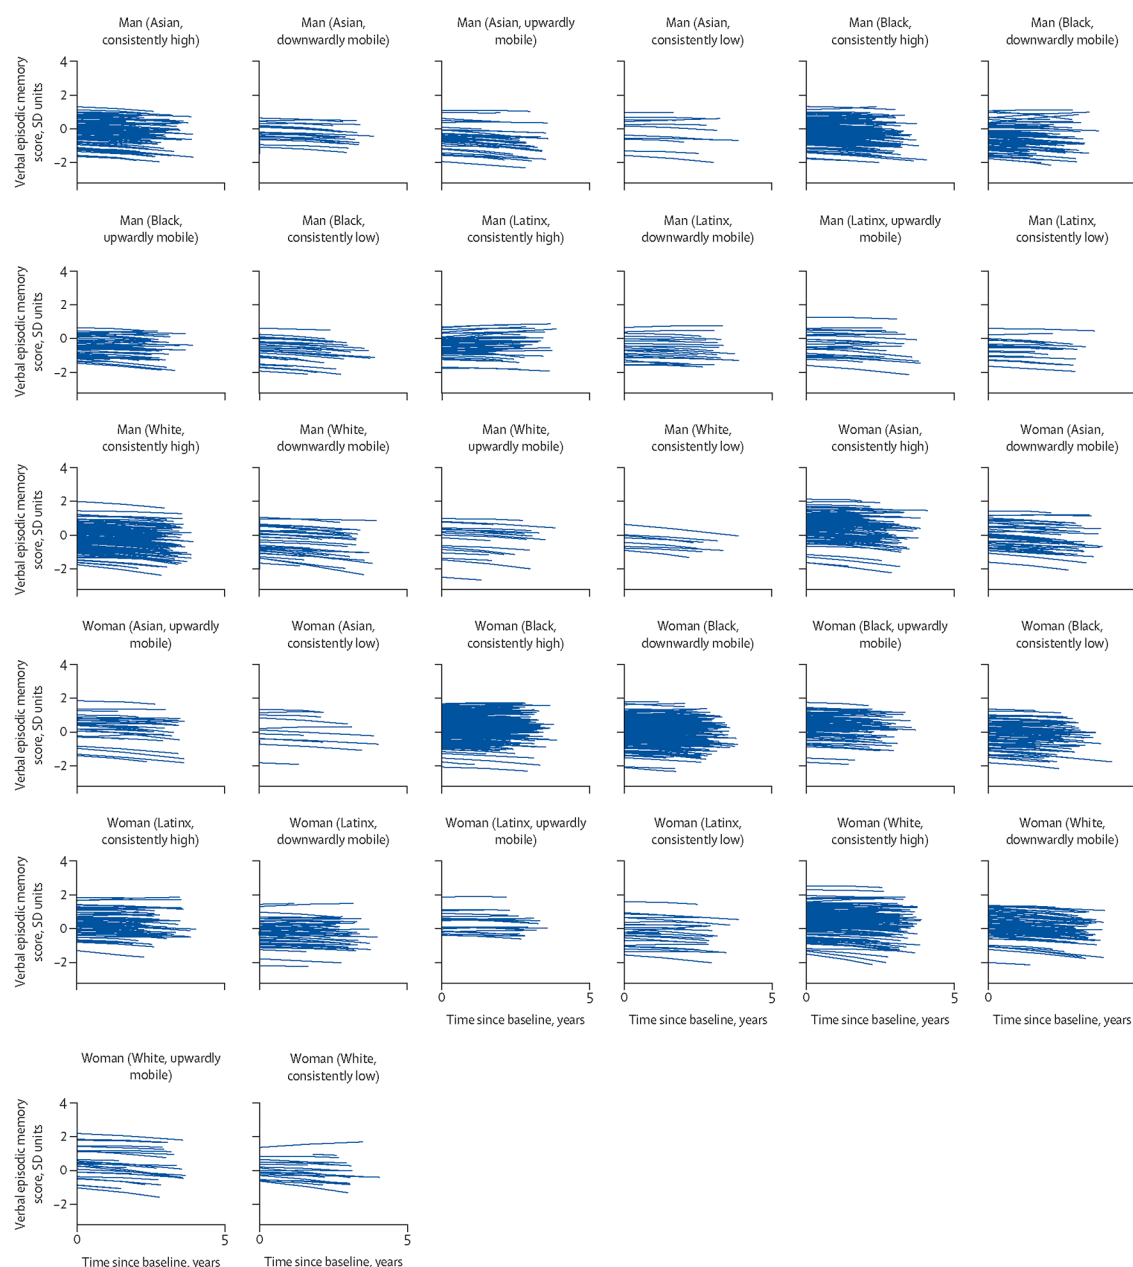 Man (Asian,
consistently high)
Man (Asian,
downwardly mobile)
Man (Asian, upwardly
mobile)
Man (Asian,
consistently low)
Man (Black,
consistently high)
Man (Black,
downwardly mobile)
Verbal episodic memory
score, SD units
4
2
0
−2
0
5
0
5
0
5
0
5
0
5
0
Man (Black,
upwardly mobile)
Man (Black,
consistently low)
Man (Latinx,
consistently high)
Man (Latinx,
downwardly mobile)
Man (Latinx, upwardly
mobile)
Man (Latinx,
consistently low)
Verbal episodic memory
score, SD units
4
2
0
−2
Man (White,
consistently high)
Man (White,
downwardly mobile)
Man (White,
upwardly mobile)
Man (White,
consistently low)
Woman (Asian,
consistently high)
Woman (Asian,
downwardly mobile)
Verbal episodic memory
score, SD units
4
2
0
−2
Woman (Asian, upwardly
mobile)
Woman (Asian,
consistently low)
Woman (Black,
consistently high)
Woman (Black,
downwardly mobile)
Woman (Black, upwardly
mobile)
Woman (Black,
consistently low)
Verbal episodic memory
score, SD units
4
2
0
−2
Woman (Latinx,
consistently high)
Woman (Latinx,
downwardly mobile)
Woman (Latinx, upwardly
mobile)
Woman (Latinx,
consistently low)
Woman (White,
consistently high)
Woman (White,
downwardly mobile)
Verbal episodic memory
score, SD units
4
2
0
−2
0 5
0 5
0 5
0
Time since baseline, years
Time since baseline, years
Time since baseline, years
Time since baseline, years
Woman (White, upwardly
mobile)
Woman (White,
consistently low)
Verbal episodic memory
score, SD units
4
2
0
−2
0 5
0 5
Time since baseline, years
Time since baseline, years